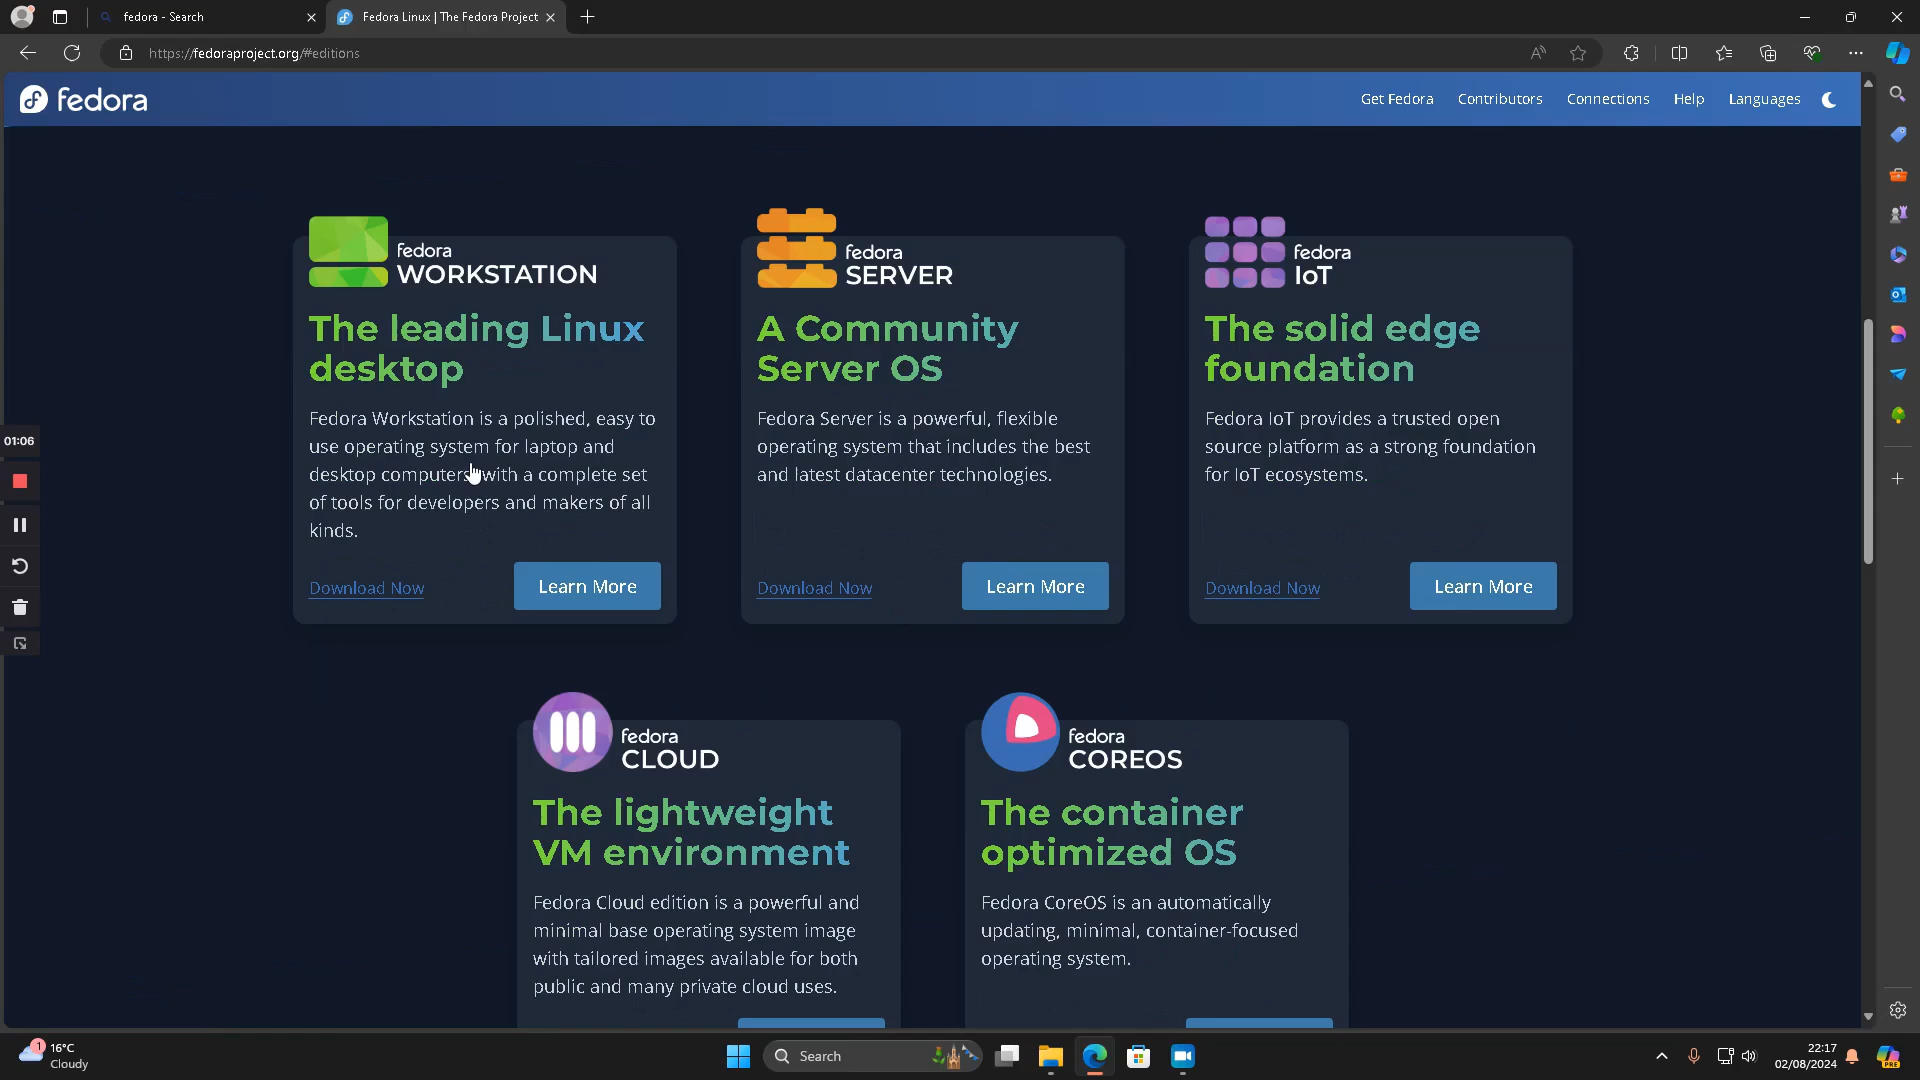 fedora - Search
Fedora Linux | The Fedora Project
https://fedoraproject.org/#editions
fedora
Get Fedora
Contributors
Connections
Help
Languages
fedora
WORKSTATION
The leading Linux
desktop
Fedora Workstation is a polished, easy to
use operating system for laptop and
desktop computers, with a complete set
of tools for developers and makers of all
kinds.
Download Now
Learn More
fedora
SERVER
A Community
Server OS
Fedora Server is a powerful, flexible
operating system that includes the best
and latest datacenter technologies.
Download Now
Learn More
fedora
IoT
The solid edge
foundation
Fedora IoT provides a trusted open
source platform as a strong foundation
for IoT ecosystems.
Download Now
Learn More
01:06
fedora
CLOUD
The lightweight
VM environment
Fedora Cloud edition is a powerful and
minimal base operating system image
with tailored images available for both
public and many private cloud uses.
fedora
COREOS
The container
optimized OS
Fedora CoreOS is an automatically
updating, minimal, container-focused
operating system.
1
16°C
Cloudy
Search
22:17
02/08/2024
PRE